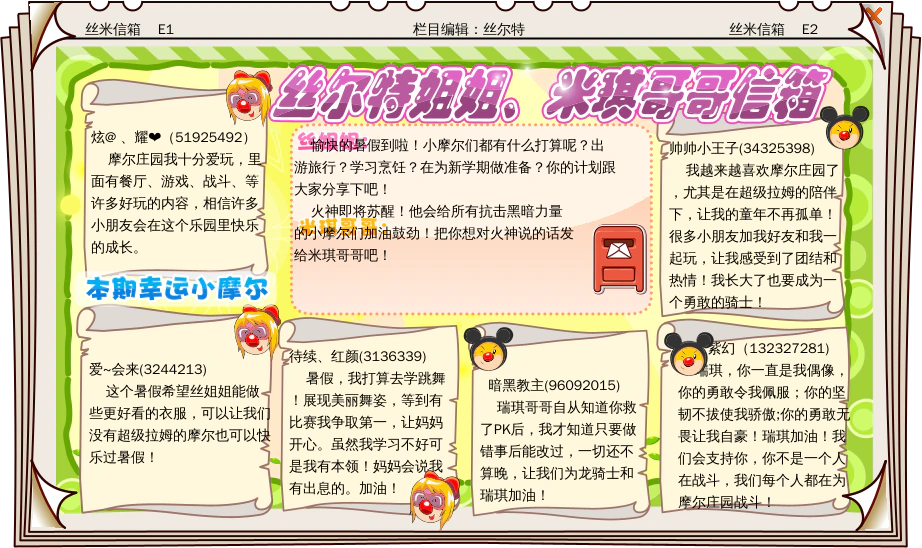 丝米信箱 E1
栏目编辑：丝尔特
丝米信箱 E2
丝尔特姐姐、米琪哥哥信箱
炫@ 、耀❤（51925492）
摩尔庄园我十分爱玩，里
面有餐厅、游戏、战斗、等
许多好玩的内容，相信许多
小朋友会在这个乐园里快乐
的成长。
丝姐姐：
愉快的暑假到啦！小摩尔们都有什么打算呢？出
游旅行？学习烹饪？在为新学期做准备？你的计划跟
大家分享下吧！
火神即将苏醒！他会给所有抗击黑暗力量
米琪哥哥：
的小摩尔们加油鼓劲！把你想对火神说的话发
给米琪哥哥吧！
帅帅小王子(34325398)
我越来越喜欢摩尔庄园了
，尤其是在超级拉姆的陪伴
下，让我的童年不再孤单！
很多小朋友加我好友和我一
起玩，让我感受到了团结和
热情！我长大了也要成为一
个勇敢的骑士！
本期幸运小摩尔
爱~会来(3244213)
这个暑假希望丝姐姐能做
些更好看的衣服，可以让我们
没有超级拉姆的摩尔也可以快
乐过暑假！
待续、红颜(3136339)
暑假，我打算去学跳舞
！展现美丽舞姿，等到有
比赛我争取第一，让妈妈
开心。虽然我学习不好可
是我有本领！妈妈会说我
有出息的。加油！
暗黑教主(96092015)
瑞琪哥哥自从知道你救
了PK后，我才知道只要做
错事后能改过，一切还不
算晚，让我们为龙骑士和
瑞琪加油！
紫幻（132327281)
瑞琪，你一直是我偶像，
你的勇敢令我佩服；你的坚
韧不拔使我骄傲;你的勇敢无
畏让我自豪！瑞琪加油！我
们会支持你，你不是一个人
在战斗，我们每个人都在为
摩尔庄园战斗！